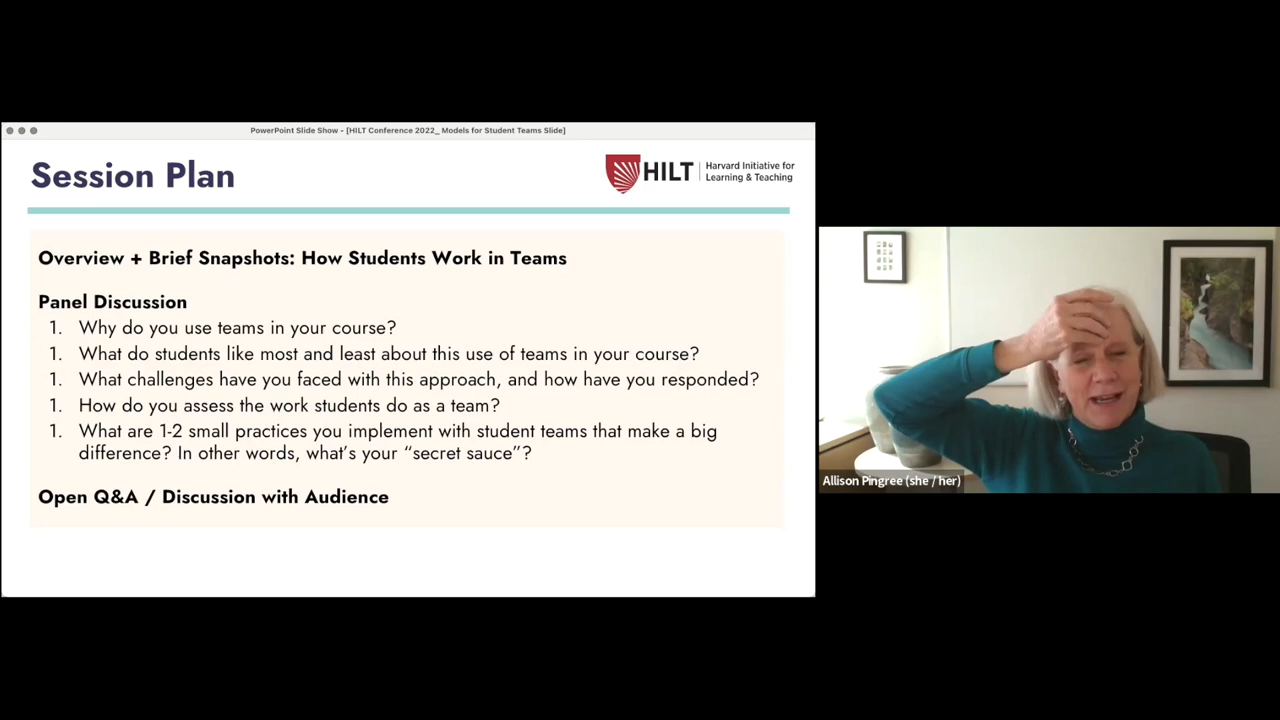 PowerPoint Slide Show - [HILT Conference 2022_ Models for Student Teams Slide]
Session Plan
HILT
Harvard Initiative for
Learning & Teaching
Overview + Brief Snapshots: How Students Work in Teams
Panel Discussion
1. Why do you use teams in your course?
1. What do students like most and least about this use of teams in your course?
1. What challenges have you faced with this approach, and how have you responded?
1. How do you assess the work students do as a team?
1. What are 1-2 small practices you implement with student teams that make a big
difference? In other words, what's your “secret sauce”?
Open Q&A / Discussion with Audience
Allison Pingree (she / her)